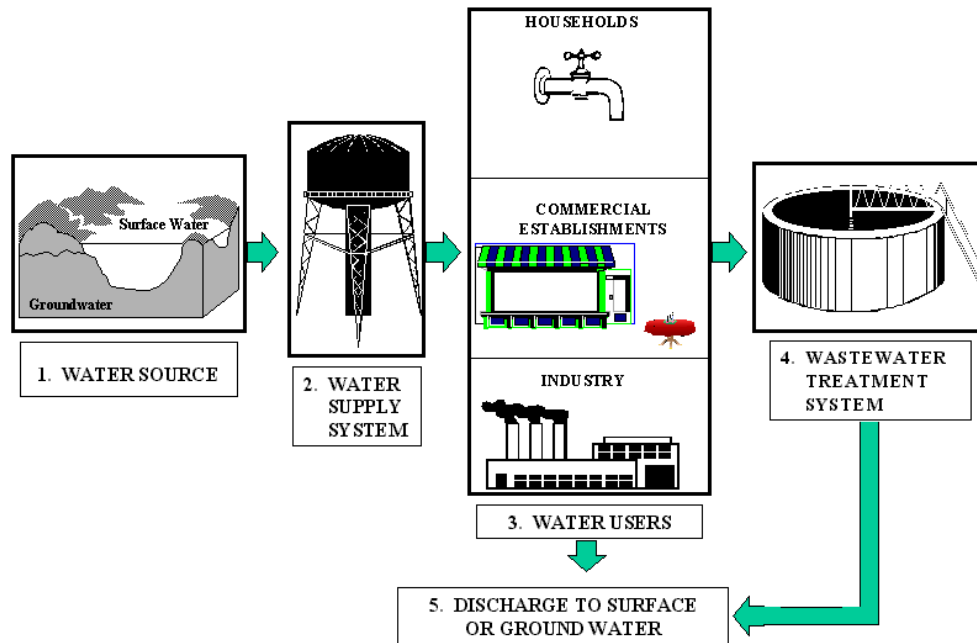 HOUSEHOLDS
Surface Water
Groundwater
1. WATER SOURCE
2. WATER
SUPPLY
SYSTEM
COMMERCIAL
ESTABLISHMENTS
INDUSTRY
3. WATER USERS
4. WASTEWATER
TREATMENT
SYSTEM
5. DISCHARGE TO SURFACE
OR GROUND WATER